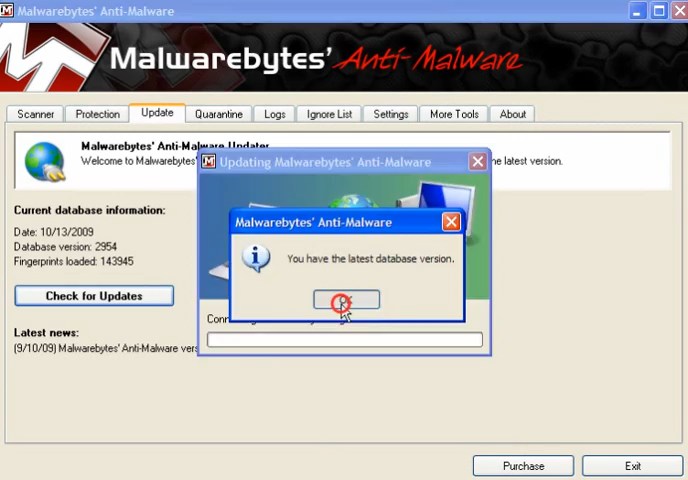 Malwarebytes' Anti-Malware
Malwarebytes' Anti-Malware
Scanner Protection Update Quarantine Logs Ignore List Settings More Tools About
Malwarebytes' Anti-Malware Updater
Welcome to Malwarebytes' the latest version.
Updating Malwarebytes' Anti-Malware
Current database information:
Date: 10/13/2009
Database version: 2954
Fingerprints loaded: 143945
Check for Updates
Latest news:
(9/10/09) Malwarebytes' Anti-Malware
Malwarebytes' Anti-Malware
You have the latest database version.
Purchase Exit